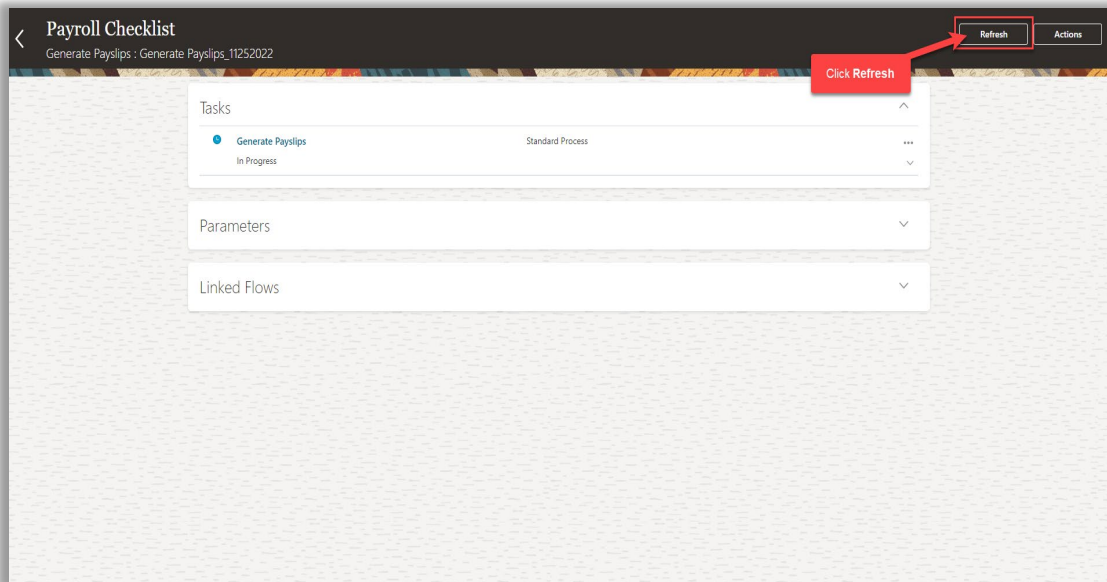 Payroll Checklist
Generate Payslips : Generate Payslips_11252022
Refresh
Actions
Click Refresh
Tasks
Generate Payslips
Standard Process
In Progress
Parameters
Linked Flows